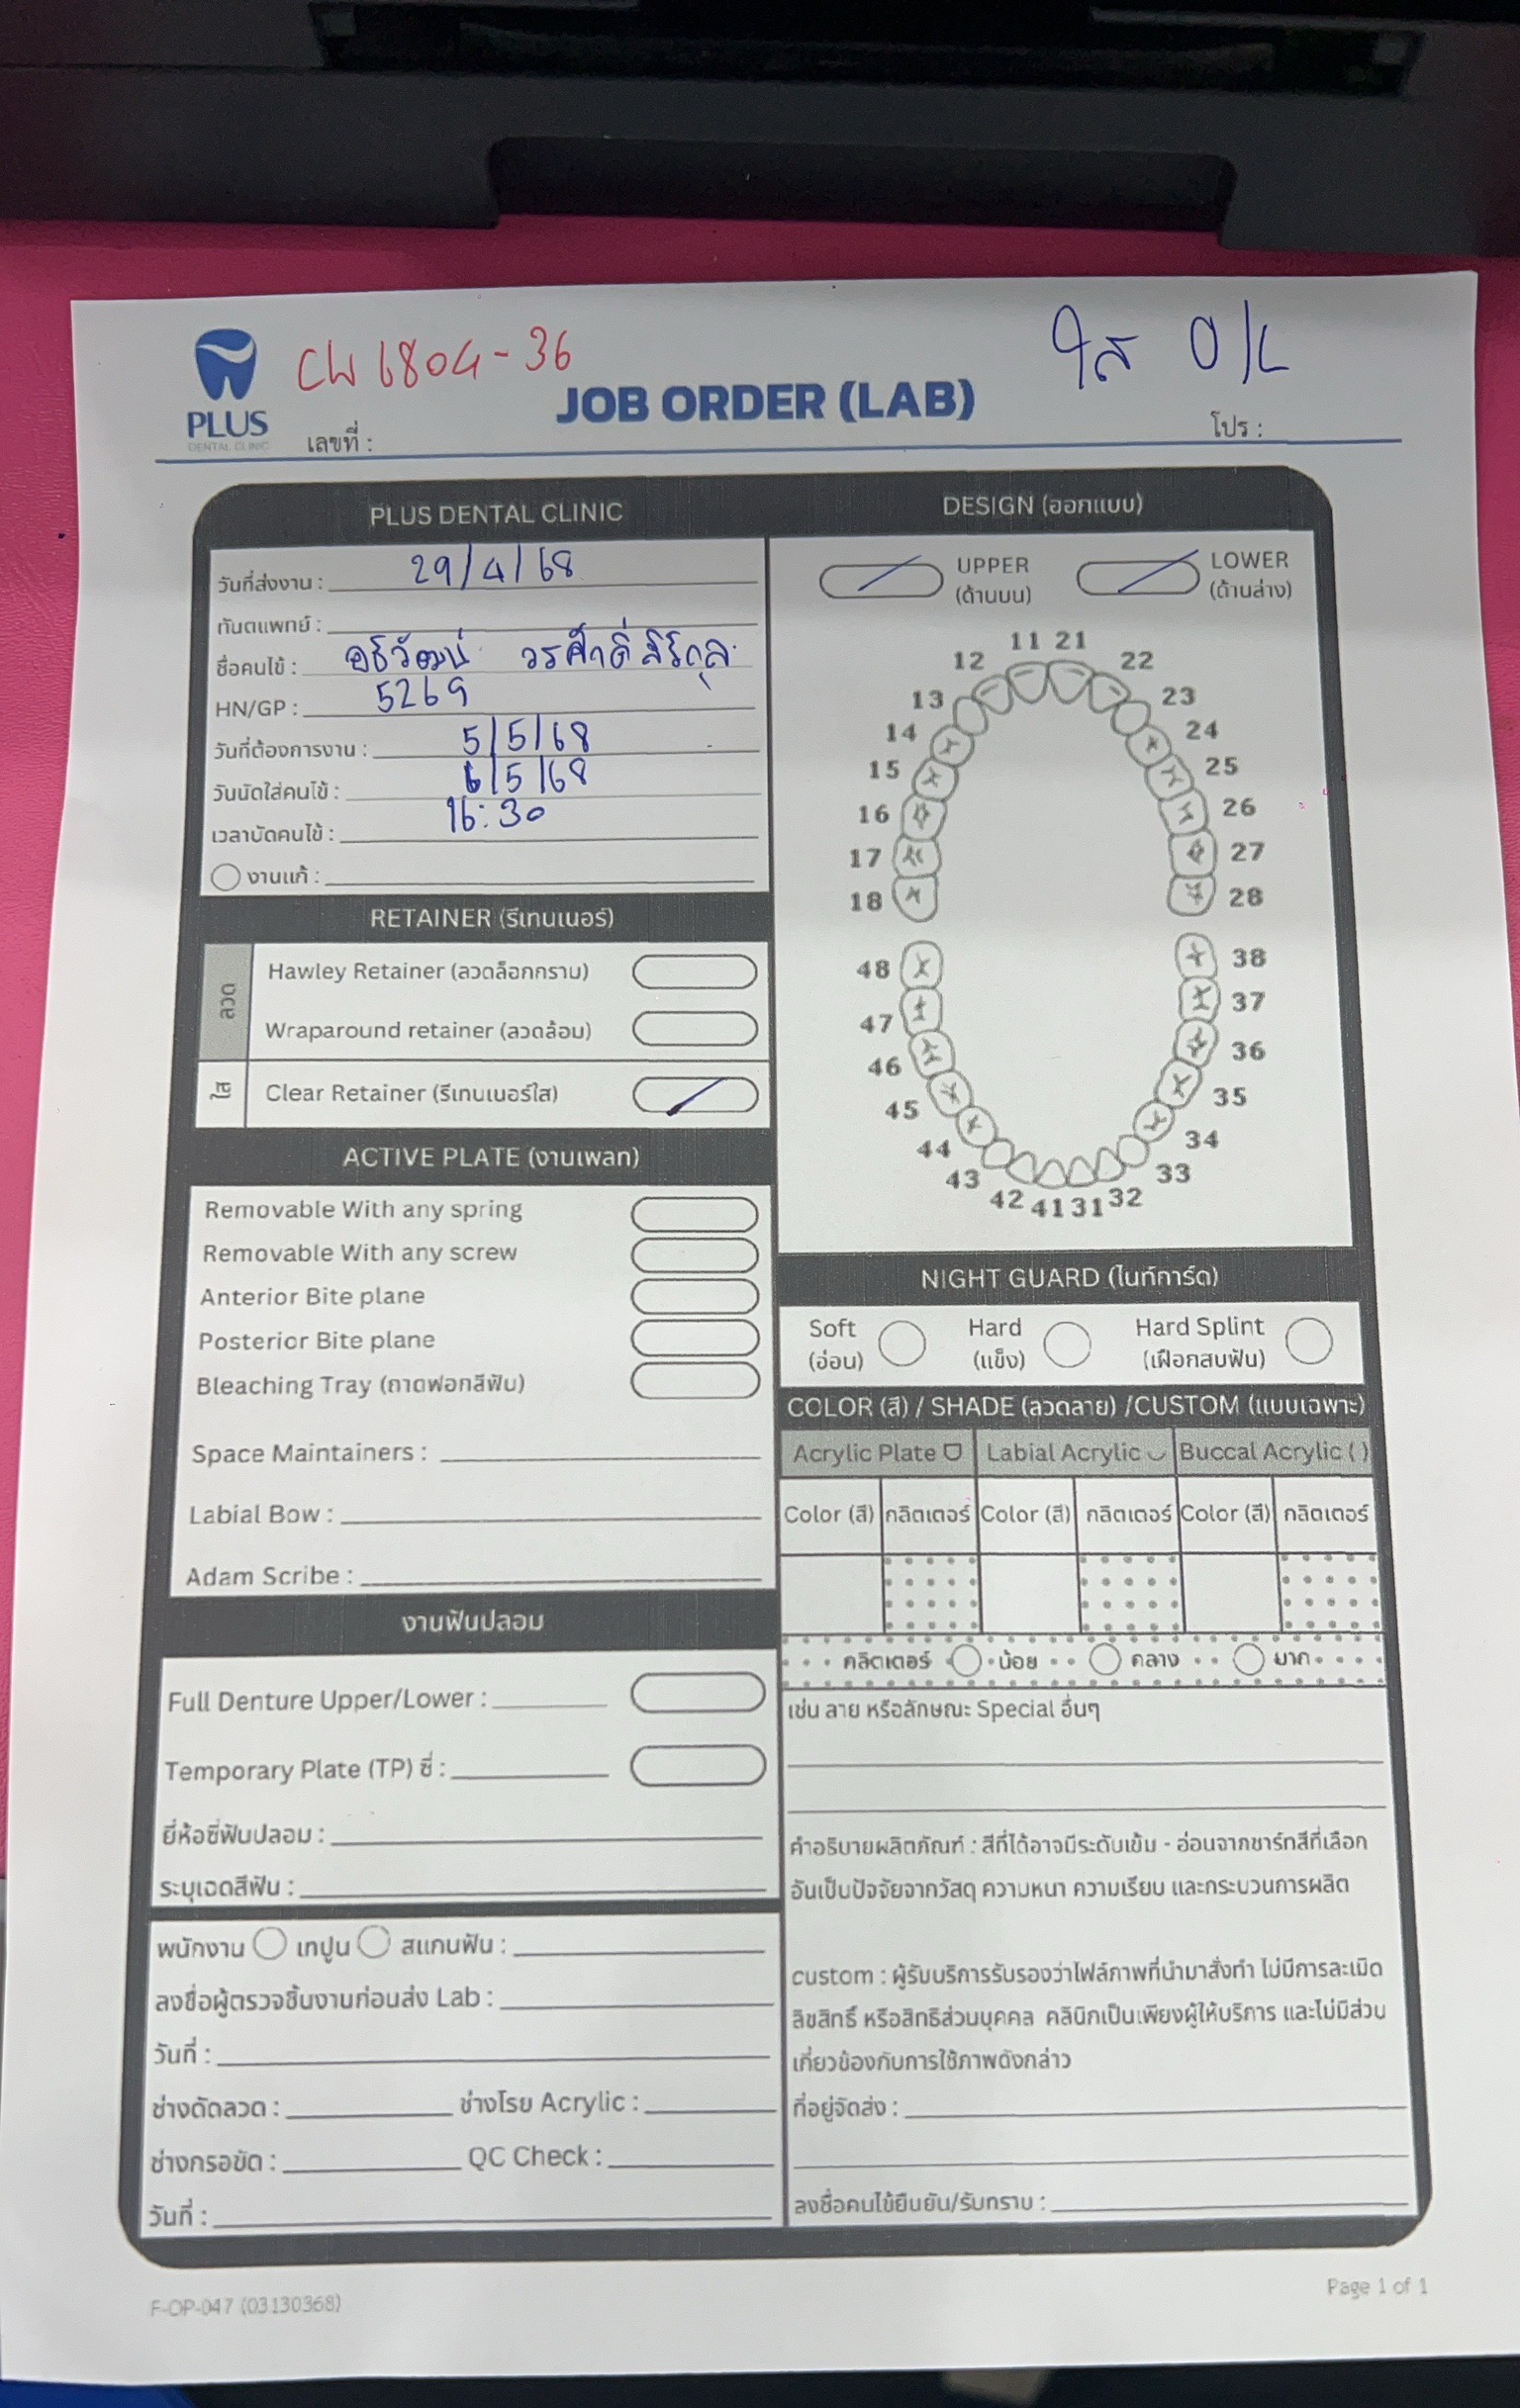 CW 6804-36
ใส U/L
PLUS
DENTAL CLINIC
JOB ORDER (LAB)
เลขที่ :
โปร :
PLUS DENTAL CLINIC
วันที่ส่งงาน : 29/4/68
ทันตแพทย์ :
ชื่อคนไข้ : อธิวัฒน์ วรศักดิ์สิริกุล
HN/GP : 5269
วันที่ต้องการงาน : 5/5/68
วันนัดใส่คนไข้ : 6/5/68
เวลานัดคนไข้ : 16:30
งานแก้ :
RETAINER (รีเทนเนอร์)
ลวด
Hawley Retainer (ลวดล็อกกราม)
Wraparound retainer (ลวดล้อม)
ใส
Clear Retainer (รีเทนเนอร์ใส)
ACTIVE PLATE (งานเพลท)
Removable With any spring
Removable With any screw
Anterior Bite plane
Posterior Bite plane
Bleaching Tray (ถาดฟอกสีฟัน)
Space Maintainers :
Labial Bow :
Adam Scribe :
งานฟันปลอม
Full Denture Upper/Lower :
Temporary Plate (TP) ซี่ :
ยี่ห้อซี่ฟันปลอม :
ระบุเฉดสีฟัน :
พนักงาน เทปูน สแกนฟัน :
ลงชื่อผู้ตรวจชิ้นงานก่อนส่ง Lab :
วันที่ :
ช่างดัดลวด : ช่างโรย Acrylic :
ช่างกรอขัด : QC Check :
วันที่ :
DESIGN (ออกแบบ)
UPPER
(ด้านบน)
LOWER
(ด้านล่าง)
11 21
12 22
13 23
14 24
15 25
16 26
17 27
18 28
48 38
47 37
46 36
45 35
44 34
43 33
42 41 31 32
NIGHT GUARD (ไนท์การ์ด)
Soft
(อ่อน)
Hard
(แข็ง)
Hard Splint
(เฝือกสบฟัน)
COLOR (สี) / SHADE (ลวดลาย) /CUSTOM (แบบเฉพาะ)
Acrylic Plate Labial Acrylic Buccal Acrylic ( )
Color (สี) กลิตเตอร์ Color (สี) กลิตเตอร์ Color (สี) กลิตเตอร์
กลิตเตอร์ น้อย กลาง มาก
เช่น ลาย หรือลักษณะ Special อื่นๆ
คำอธิบายผลิตภัณฑ์ : สีที่ได้อาจมีระดับเข้ม - อ่อนจากชาร์ทสีที่เลือก
อันเป็นปัจจัยจากวัสดุ ความหนา ความเรียบ และกระบวนการผลิต
custom : ผู้รับบริการรับรองว่าไฟล์ภาพที่นำมาสั่งทำ ไม่มีการละเมิด
ลิขสิทธิ์ หรือสิทธิส่วนบุคคล คลินิกเป็นเพียงผู้ให้บริการ และไม่มีส่วน
เกี่ยวข้องกับการใช้ภาพดังกล่าว
ที่อยู่จัดส่ง :
ลงชื่อคนไข้ยืนยัน/รับทราบ :
F-OP-047 (03130368)
Page 1 of 1